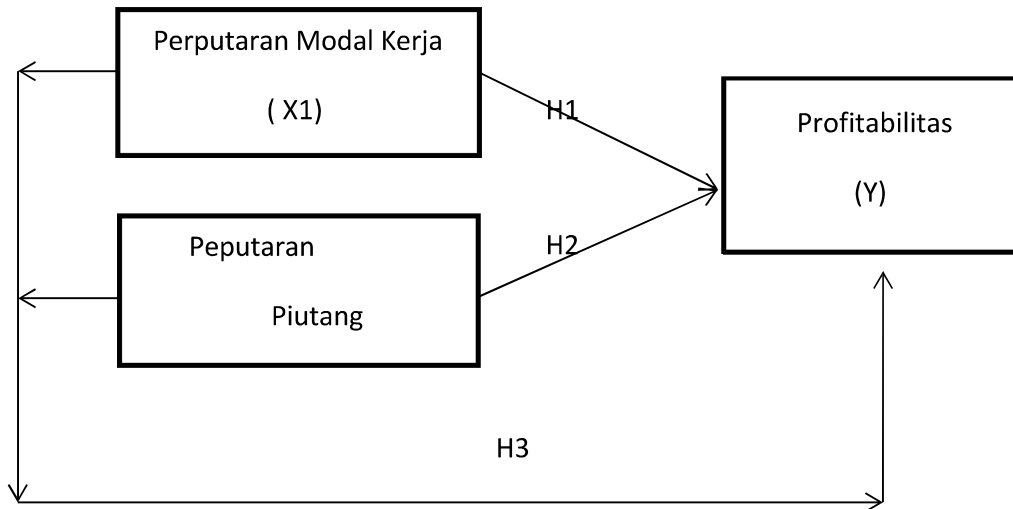 Perputaran Modal Kerja
( X1)
H1
Profitabilitas
(Y)
Peputaran
Piutang
H2
H3